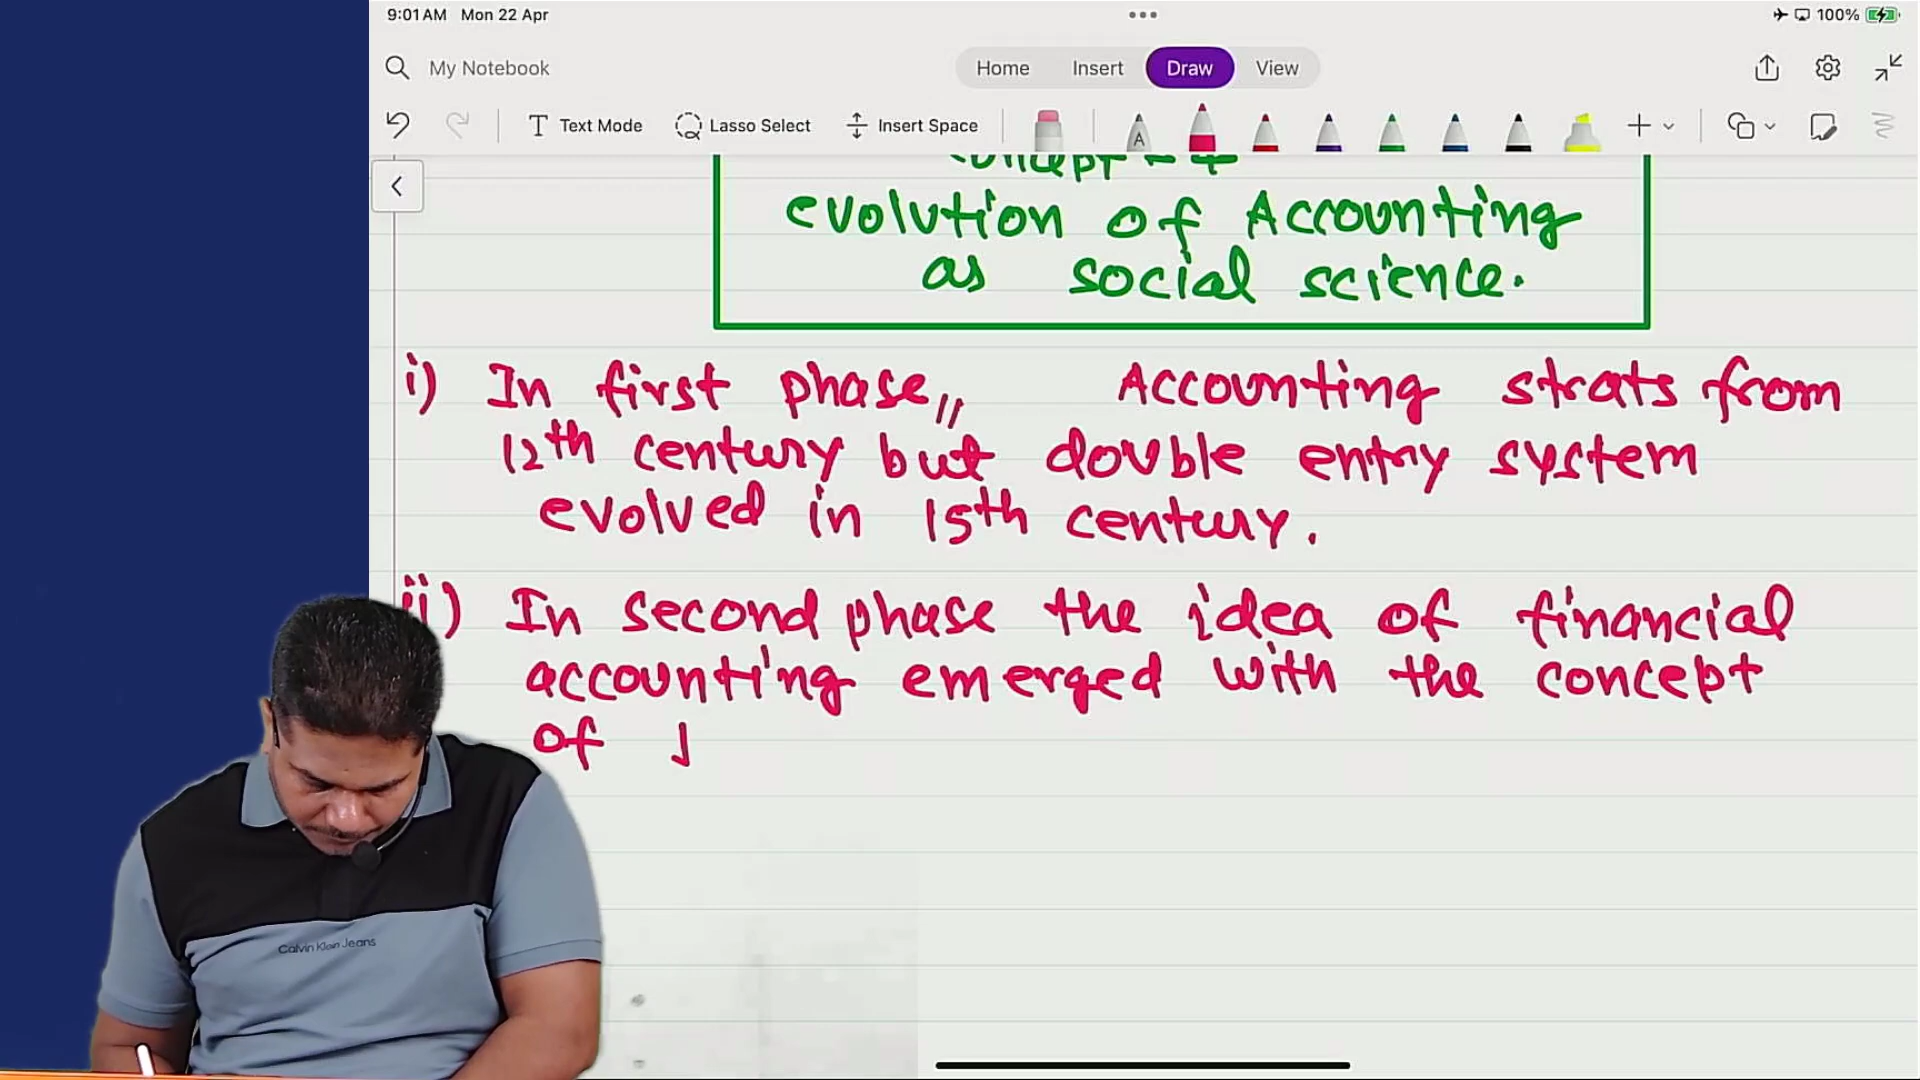 9:01 AM Mon 22 Apr
100%
My Notebook
Home Insert Draw View
Text Mode Lasso Select Insert Space
A
evolution of Accounting
as social science.
i) In first phase,, Accounting strats from
12th century but double entry system
evolved in 15th century.
ii) In second phase the idea of financial
accounting emerged with the concept
of
Calvin Klein Jeans